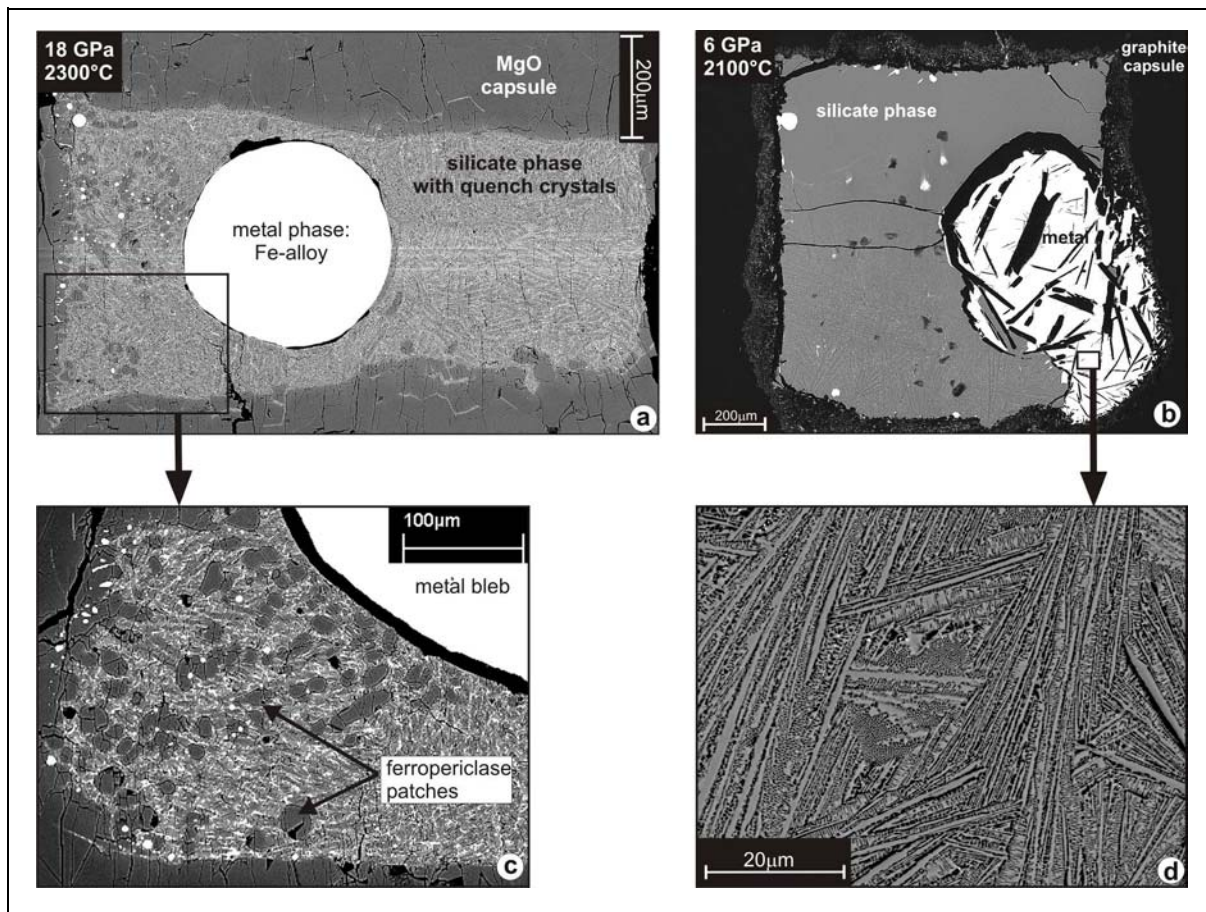 18 GPa
2300°C
MgO
capsule
200µm
silicate phase
with quench crystals
metal phase:
Fe-alloy
a
6 GPa
2100°C
graphite
capsule
silicate phase
metal
200µm
b
100µm
metal bleb
ferropericlase
patches
c
20µm
d